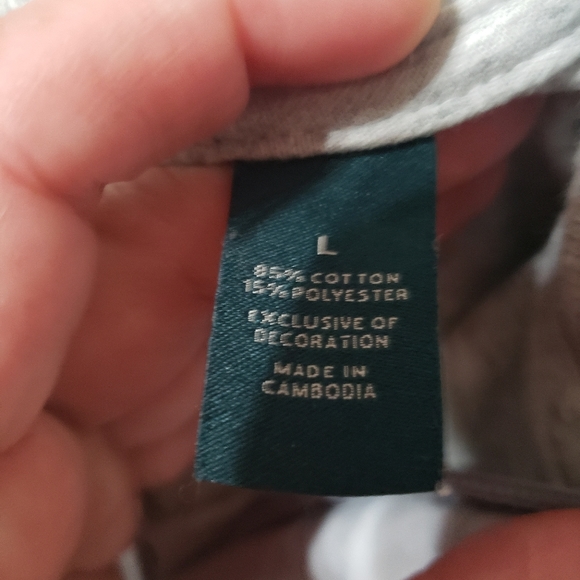 L
85% COTTON
15% POLYESTER
EXCLUSIVE OF
DECORATION
MADE IN
CAMBODIA